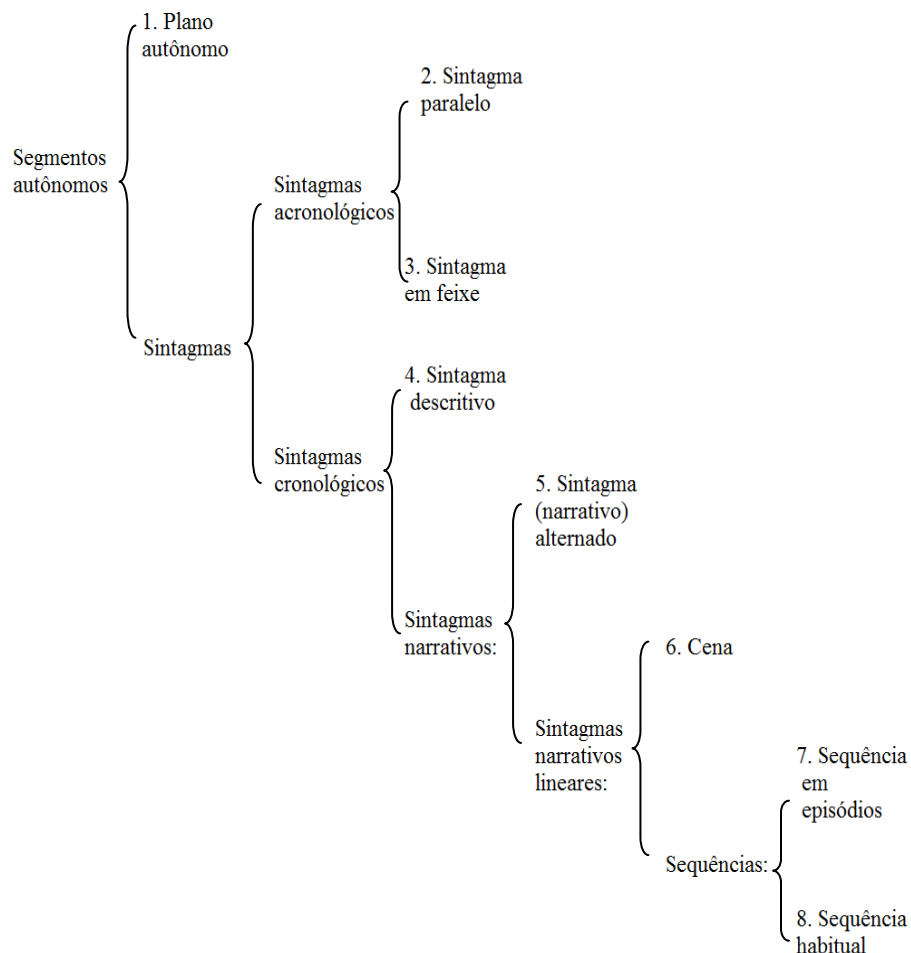 1. Plano
autônomo
2. Sintagma
paralelo
Segmentos
autônomos
Sintagmas
acronológicos
3. Sintagma
em feixe
Sintagmas
4. Sintagma
descritivo
Sintagmas
cronológicos
5. Sintagma
(narrativo)
alternado
Sintagmas
narrativos:
6. Cena
Sintagmas
narrativos
lineares:
7. Sequência
em
episódios
Sequências:
8. Sequência
habitual